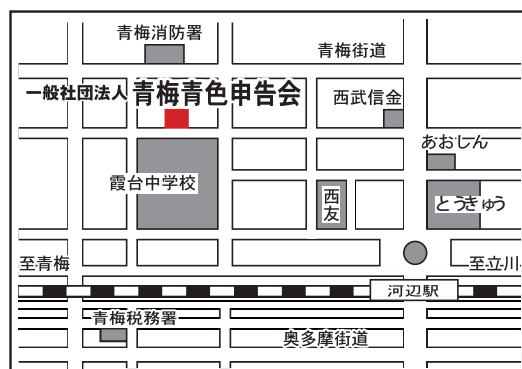 青梅消防署
青梅街道
一般社団法人 青梅青色申告会
西武信金
あおしん
霞台中学校
西友
とうきゅう
至青梅
至立川
河辺駅
青梅税務署
奥多摩街道